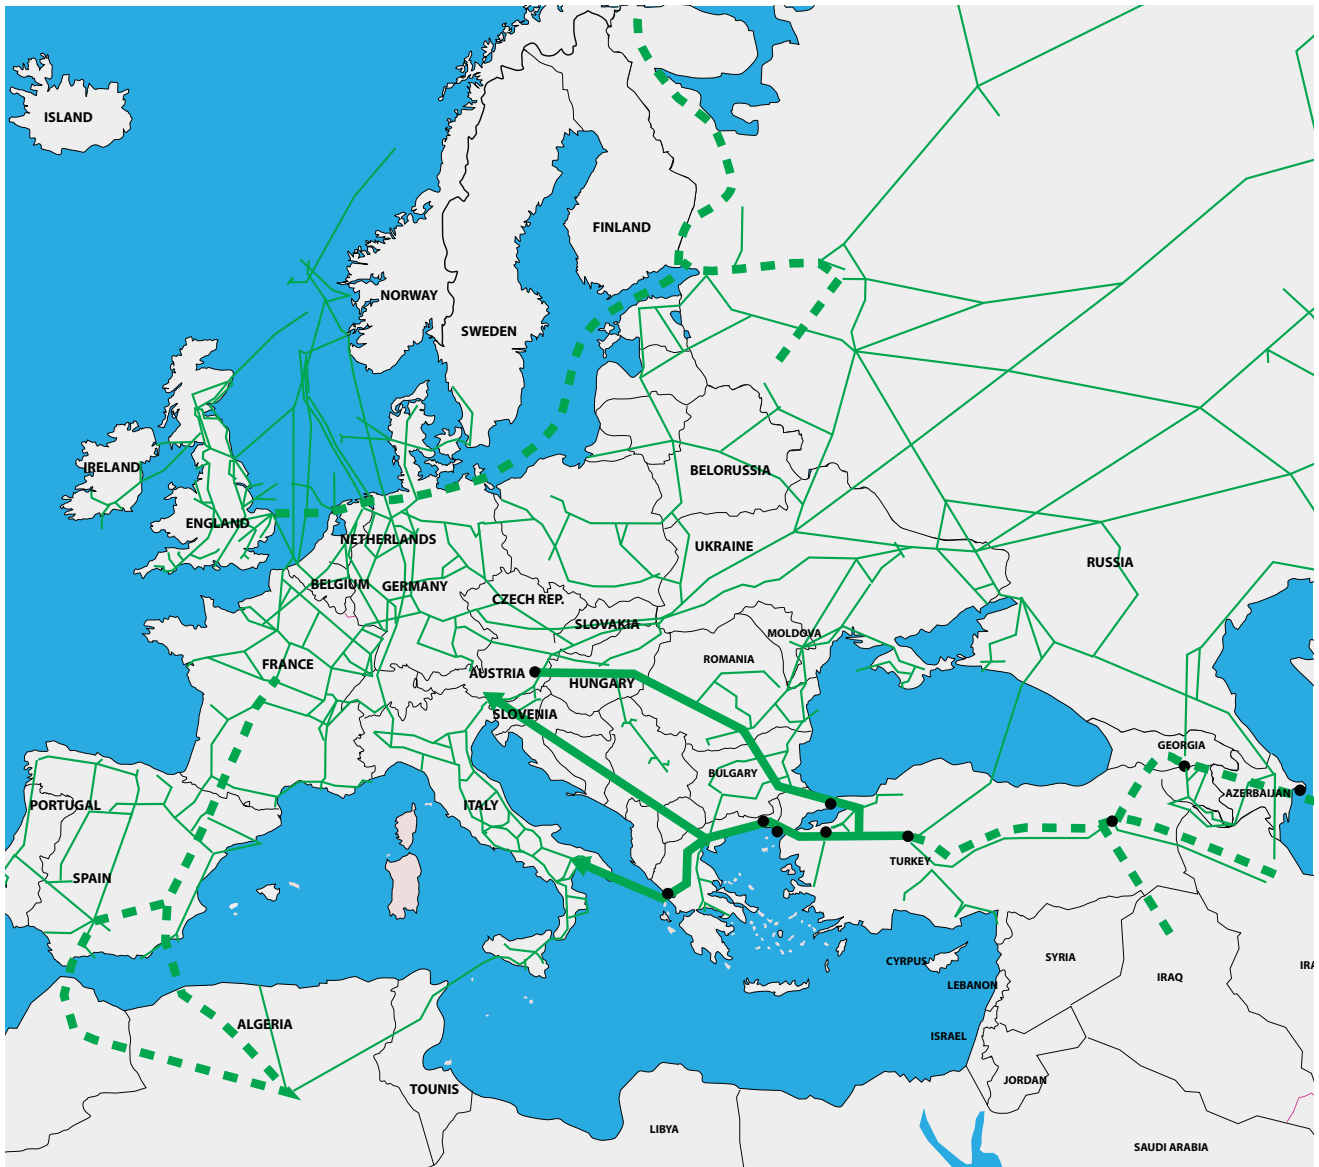 ISLAND
FINLAND
NORWAY
SWEDEN
IRELAND
BELORUSSIA
ENGLAND
NETHERLANDS
UKRAINE
RUSSIA
BELGIUM
GERMANY
CZECH REP.
SLOVAKIA
MOLDOVA
FRANCE
ROMANIA
AUSTRIA
HUNGARY
SLOVENIA
GEORGIA
BULGARY
AZERBAIJAN
PORTUGAL
ITALY
TURKEY
SPAIN
CYRPUS
SYRIA
IRA
IRAQ
LEBANON
ALGERIA
ISRAEL
JORDAN
TOUNIS
LIBYA
SAUDI ARABIA